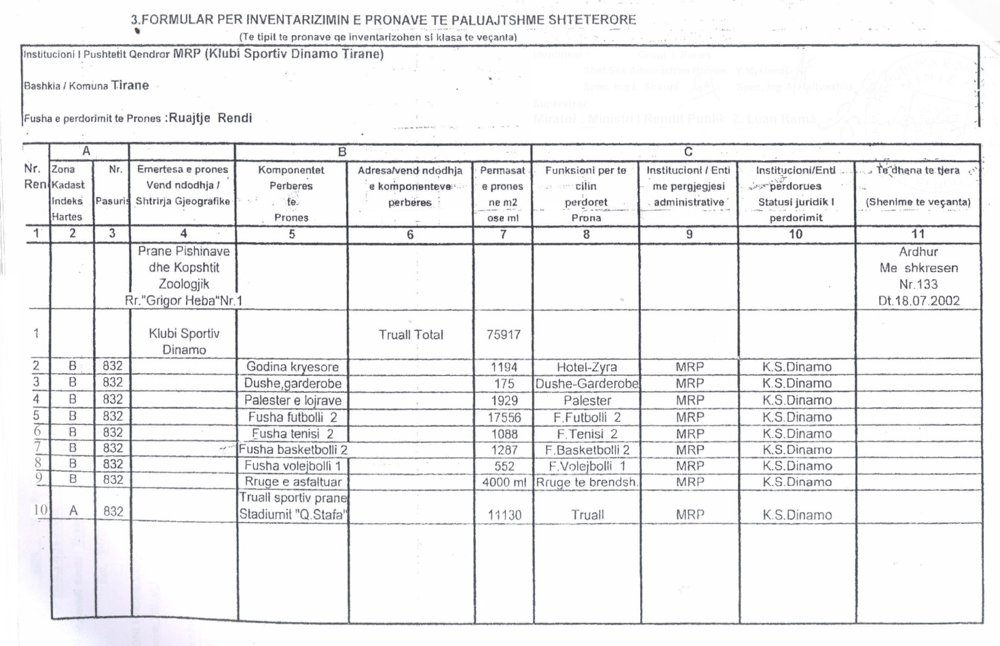 3.FORMULAR PER INVENTARIZIMIN E PRONAVE TE PALUAJTSHME SHTETERORE
(Te tipit te pronave qe inventarizohen si klasa te veçanta)
Institucioni I Pushtetit Qendror MRP (Klubi Sportiv Dinamo Tirane)
Bashkia / Komuna Tirane
Fusha e perdorimit te Prones :Ruajtje Rendi
Identifikoi : Grupi I Punes
Shef.Sek.Administrim Prones
Spec. Ing.L. Shkupi Spec. Ing.A.
Supervizoi:
Miratoi : Ministri I Rendit Publik Z. Luan Rama
A B C
Nr. Zona Nr. Emertesa e prones Komponentet Adresa/vend ndodhja Permasat Funksioni per te Institucioni / Enti Institucioni/Enti Te dhena te tjera
Ren Kadast Vend ndodhja / Perberes e komponenteve e prones cilin me pergjegjesi perdorues
Indeks Pasuris Shtrirja Gjeografike te perberes ne m2 perdoret administrative Statusi juridik I (Shenime te veçanta)
Hartes Prones ose ml Prona perdorimit
1 2 3 4 5 6 7 8 9 10 11
Prane Pishinave Ardhur
dhe Kopshtit Me shkresen
Zoologjik Nr.133
Rr."Grigor Heba"Nr.1 Dt.18.07.2002
1 Klubi Sportiv Truall Total 75917
Dinamo
2 B 832 Godina kryesore 1194 Hotel-Zyra MRP K.S.Dinamo
3 B 832 Dushe,garderobe 175 Dushe-Garderobe MRP K.S.Dinamo
4 B 832 Palester e lojrave 1929 Palester MRP K.S.Dinamo
5 B 832 Fusha futbolli 2 17556 F.Futbolli 2 MRP K.S.Dinamo
6 B 832 Fusha tenisi 2 1088 F.Tenisi 2 MRP K.S.Dinamo
7 B 832 Fusha basketbolli 2 1287 F.Basketbolli 2 MRP K.S.Dinamo
8 B 832 Fusha volejbolli 1 552 F.Volejbolli 1 MRP K.S.Dinamo
9 B 832 Rruge e asfaltuar 4000 ml Rruge te brendsh. MRP K.S.Dinamo
Truall sportiv prane
10 A 832 Stadiumit "Q.Stafa" 11130 Truall MRP K.S.Dinamo